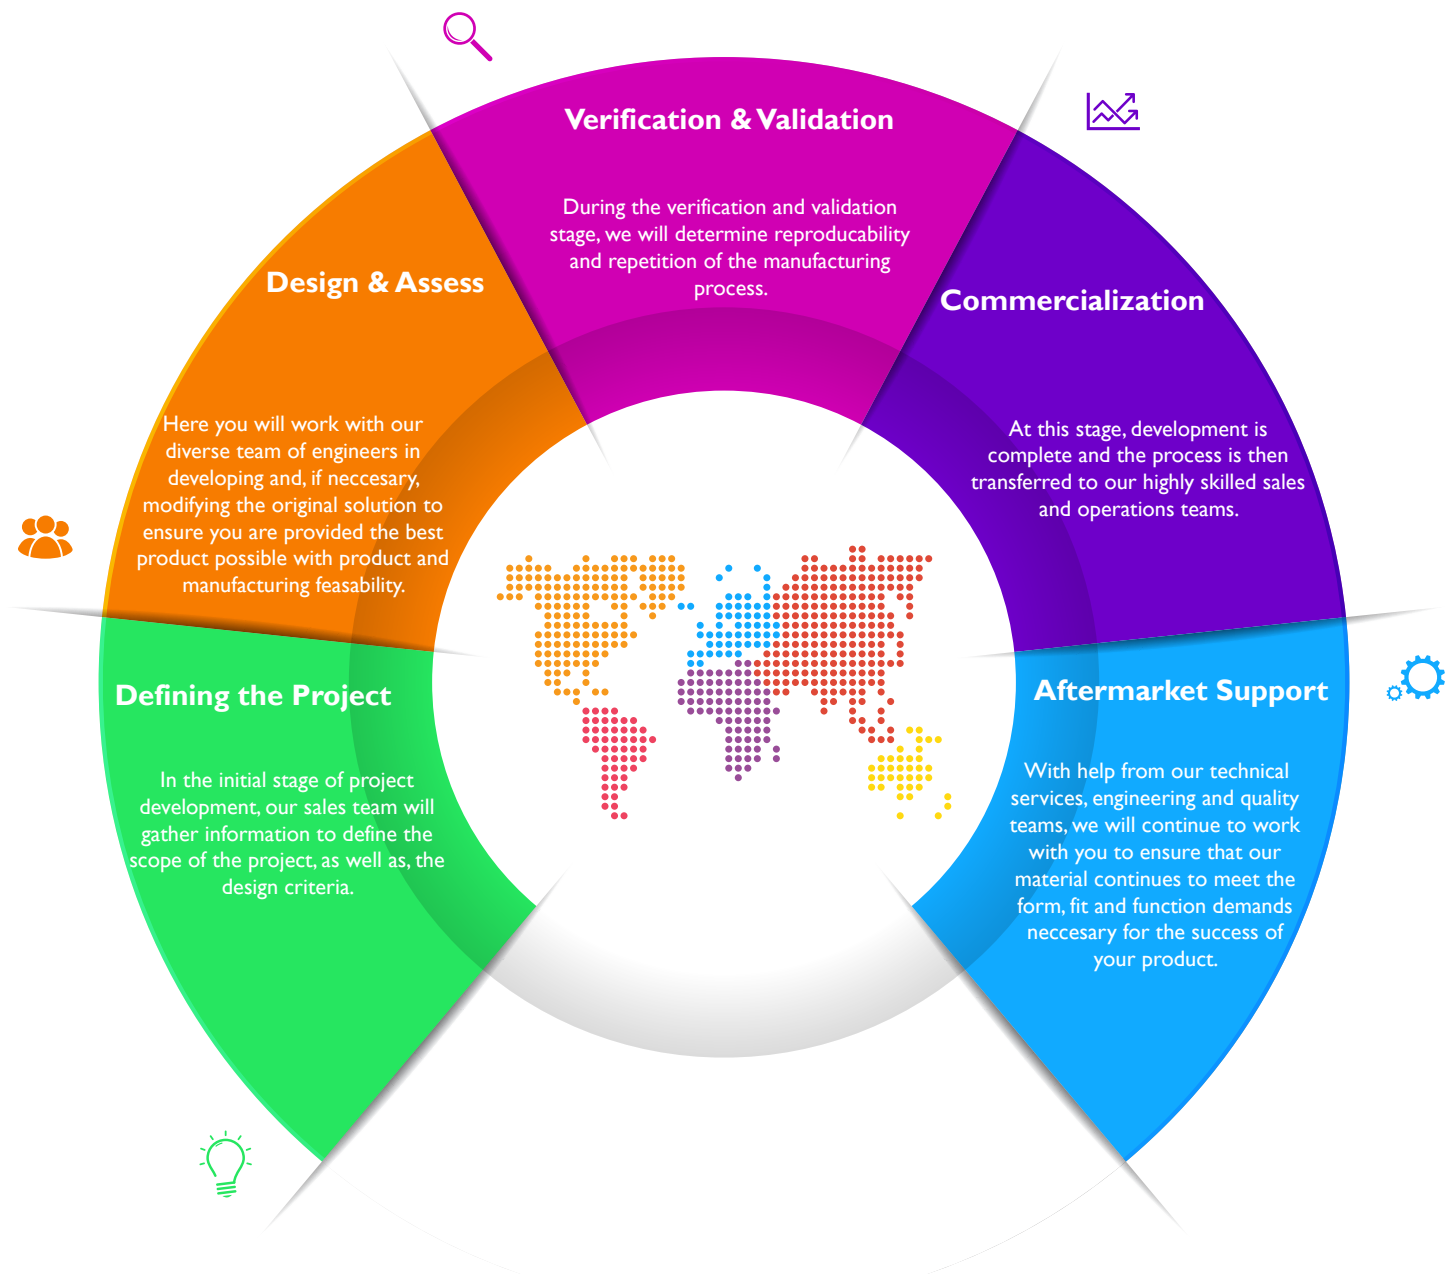 Verification & Validation
During the verification and validation
stage, we will determine reproducability
and repetition of the manufacturing
process.
Design & Assess
Here you will work with our
diverse team of engineers in
developing and, if neccesary,
modifying the original solution to
ensure you are provided the best
product possible with product and
manufacturing feasability.
Commercialization
At this stage, development is
complete and the process is then
transferred to our highly skilled sales
and operations teams.
Defining the Project
In the initial stage of project
development, our sales team will
gather information to define the
scope of the project, as well as, the
design criteria.
Aftermarket Support
With help from our technical
services, engineering and quality
teams, we will continue to work
with you to ensure that our
material continues to meet the
form, fit and function demands
neccesary for the success of
your product.